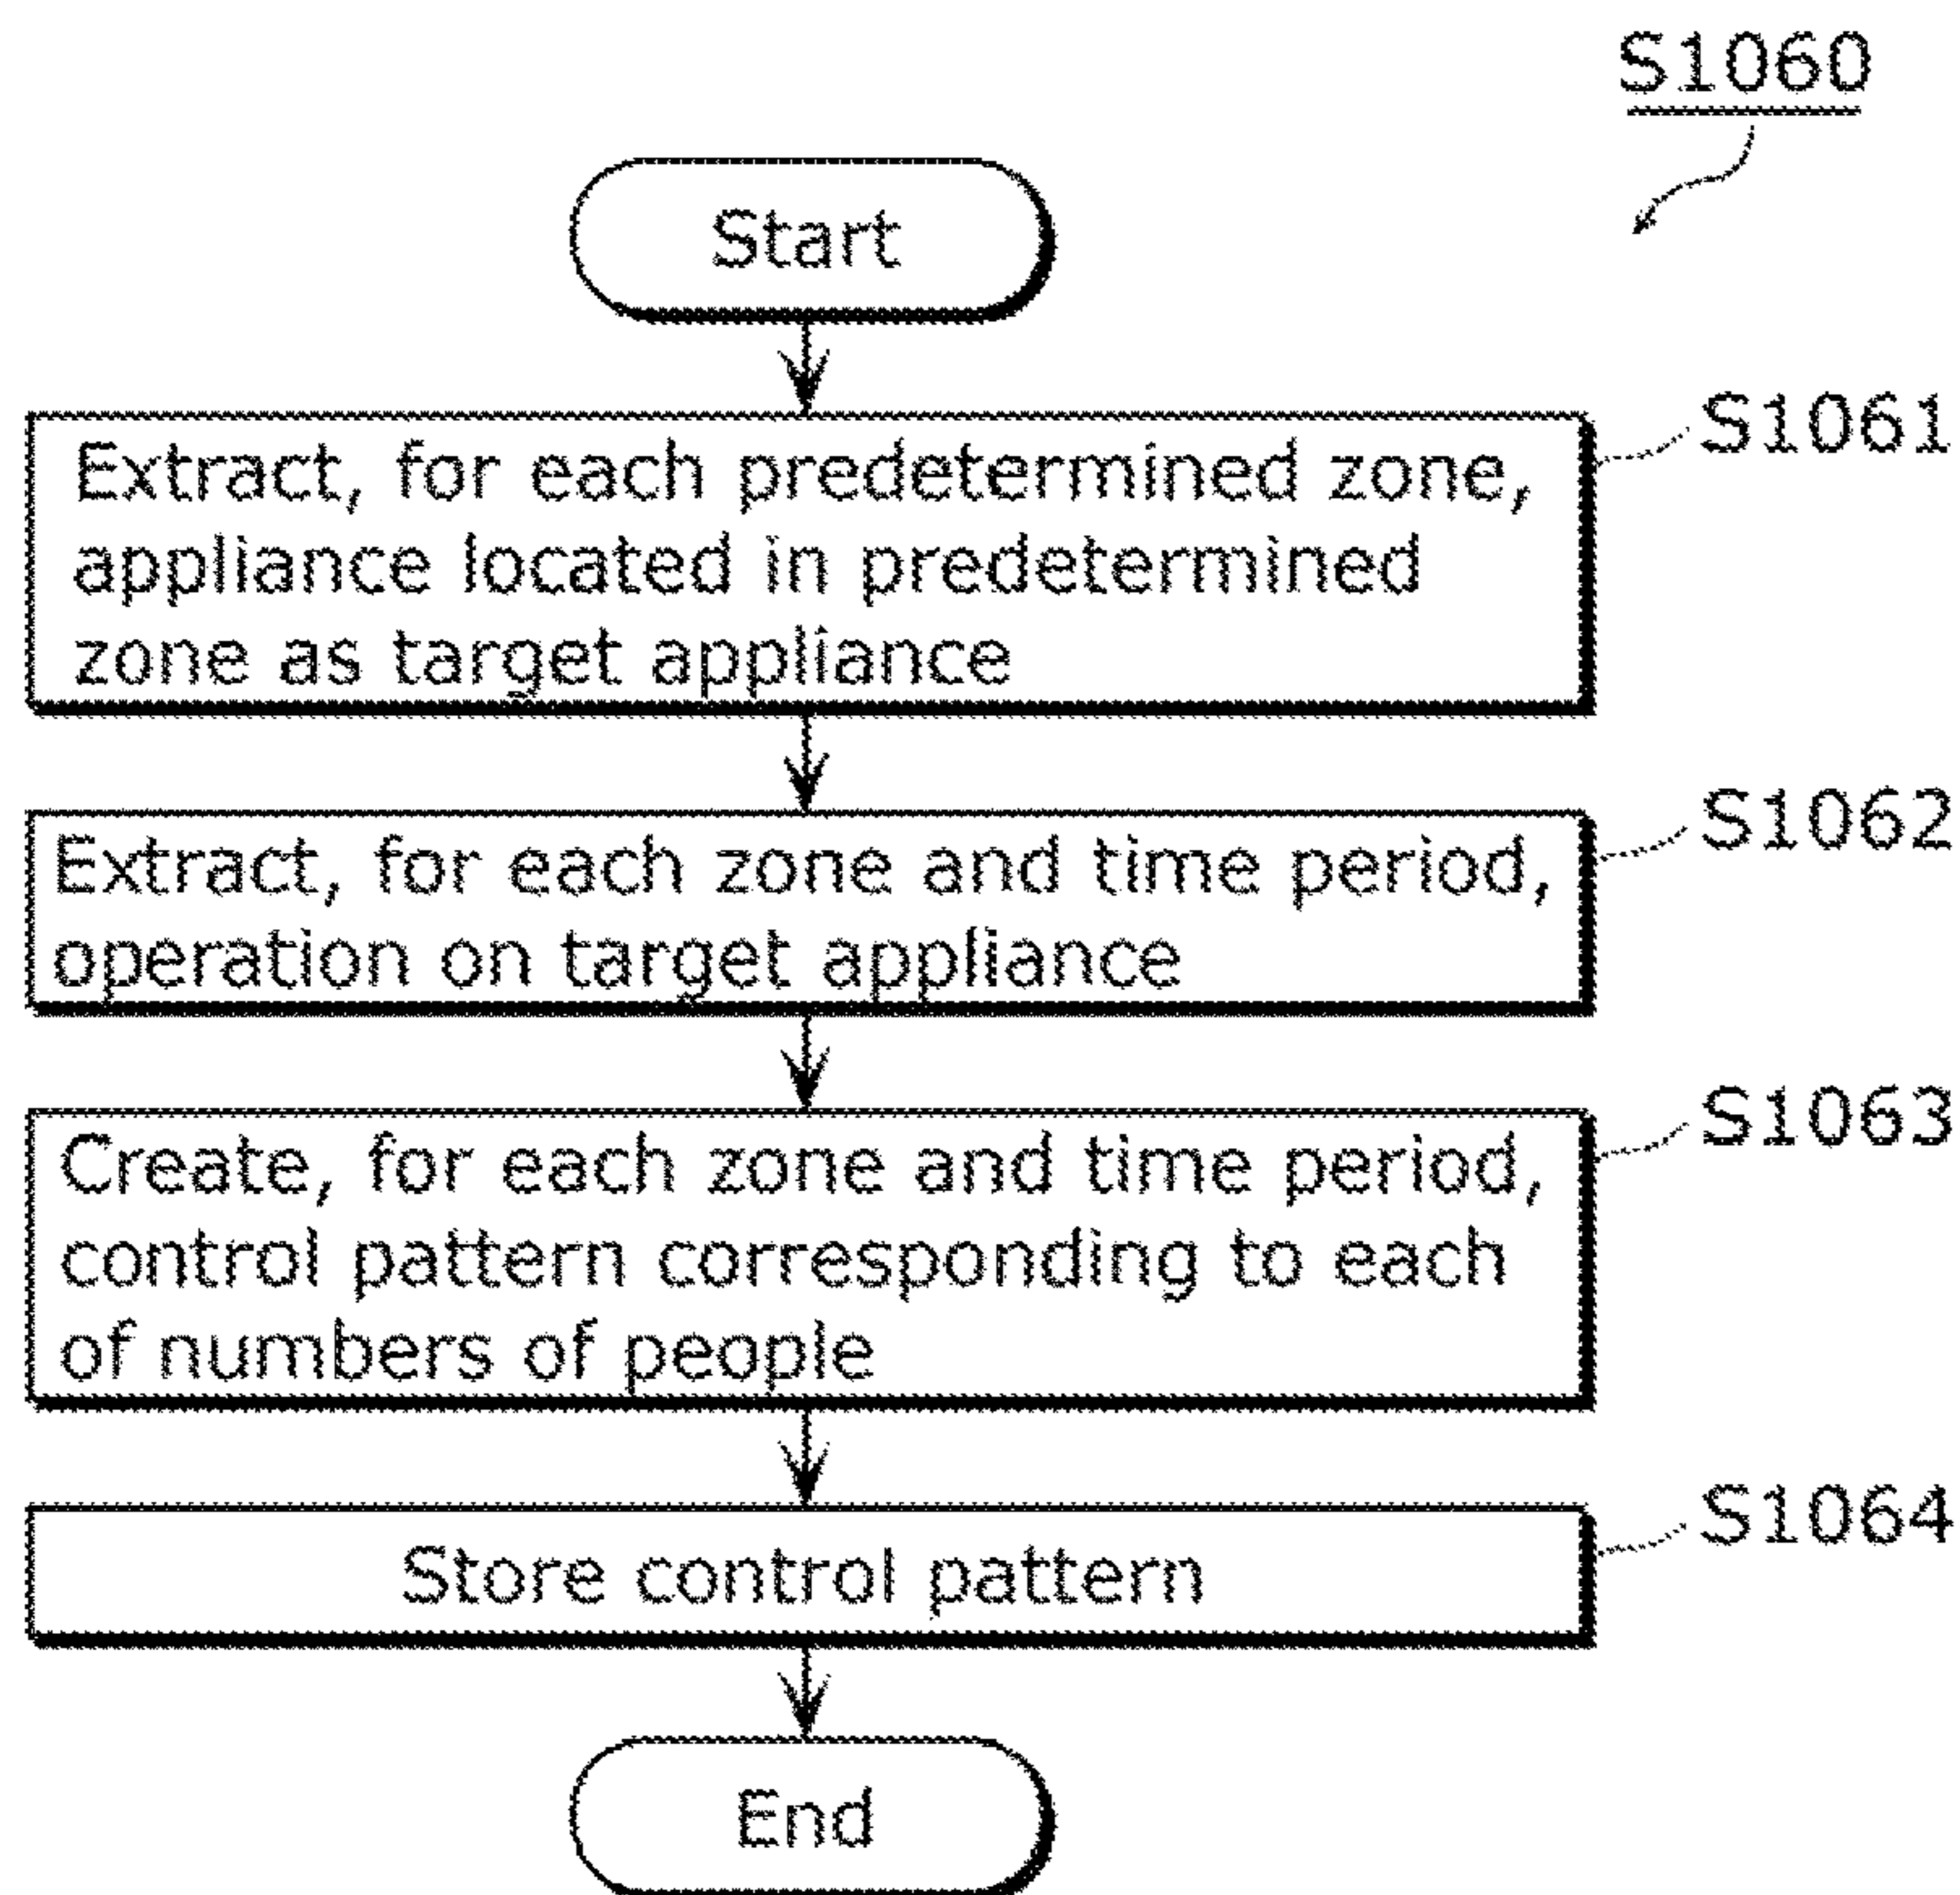 S1060
Start
S1061
Extract, for each predetermined zone,
appliance located in predetermined
zone as target appliance
S1062
Extract, for each zone and time period,
operation on target appliance
S1063
Create, for each zone and time period,
control pattern corresponding to each
of numbers of people
S1064
Store control pattern
End